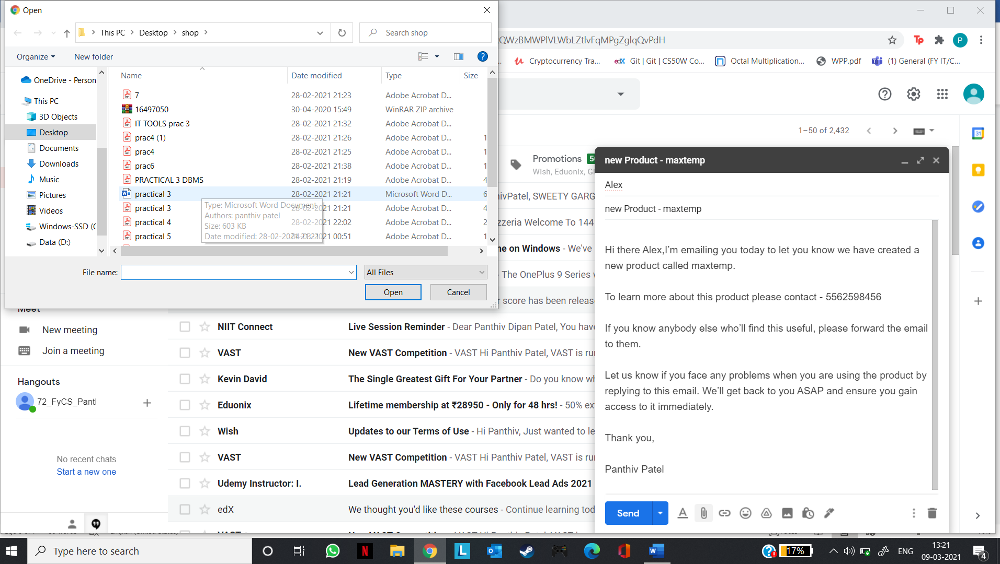 Open
This PC > Desktop > shop >
Search shop
Organize
New folder
OneDrive - Person
This PC
3D Objects
Desktop
Documents
Downloads
Music
Pictures
Videos
Windows-SSD (C
Data (D:)
Name Date modified Type Size
7 28-02-2021 21:23 Adobe Acrobat D...
16497050 30-04-2020 15:49 WinRAR ZIP archive
IT TOOLS prac 3 28-02-2021 21:32 Adobe Acrobat D...
prac4 (1) 28-02-2021 21:26 Adobe Acrobat D... 1
prac4 28-02-2021 21:25 Adobe Acrobat D... 1
prac6 28-02-2021 21:38 Adobe Acrobat D... 1
PRACTICAL 3 DBMS 28-02-2021 21:19 Adobe Acrobat D... 4
practical 3 28-02-2021 21:21 Microsoft Word D... 6
practical 3 28-02-2021 21:21 Adobe Acrobat D... 4
practical 4 28-02-2021 22:02 Adobe Acrobat D... 2
practical 5 00:51 Adobe Acrobat D... 1
Type: Microsoft Word Document
Authors: panthiv patel
Size: 603 KB
Date modified: 28-02-2021 21:21
File name:
All Files
Open
Cancel
QWzBMWPlVLWbLZtlvFqMPgZglqQvPdH
Tp
P
Cryptocurrency Tra...
edX Git | Git | CS50W Co...
Octal Multiplication...
WPP.pdf
(1) General (FY IT/C...
1–50 of 2,432
31
Promotions 5
Wish, Eduonix, Gi
ivPatel, SWEETY GARG
zzeria Welcome To 144
ne on Windows - We've
- The OnePlus 9 Series
r score has been releas
Meet
New meeting
Join a meeting
Hangouts
72_FyCS_Pantl
No recent chats
Start a new one
NIIT Connect Live Session Reminder - Dear Panthiv Dipan Patel, You have
VAST New VAST Competition - VAST Hi Panthiv Patel, VAST is ru
Kevin David The Single Greatest Gift For Your Partner - Do you know wh
Eduonix Lifetime membership at ₹28950 - Only for 48 hrs! - 50% ex
Wish Updates to our Terms of Use - Hi Panthiv, Just wanted to le
VAST New VAST Competition - VAST Hi Panthiv Patel, VAST is ru
Udemy Instructor: I. Lead Generation MASTERY with Facebook Lead Ads 2021
edX We thought you'd like these courses - Continue learning tod
new Product - maxtemp
Alex
new Product - maxtemp
Hi there Alex,I’m emailing you today to let you know we have created a
new product called maxtemp.
To learn more about this product please contact - 5562598456
If you know anybody else who’ll find this useful, please forward the email
to them.
Let us know if you face any problems when you are using the product by
replying to this email. We’ll get back to you ASAP and ensure you gain
access to it immediately.
Thank you,
Panthiv Patel
Send
Type here to search
17%
ENG
13:21
09-03-2021
4